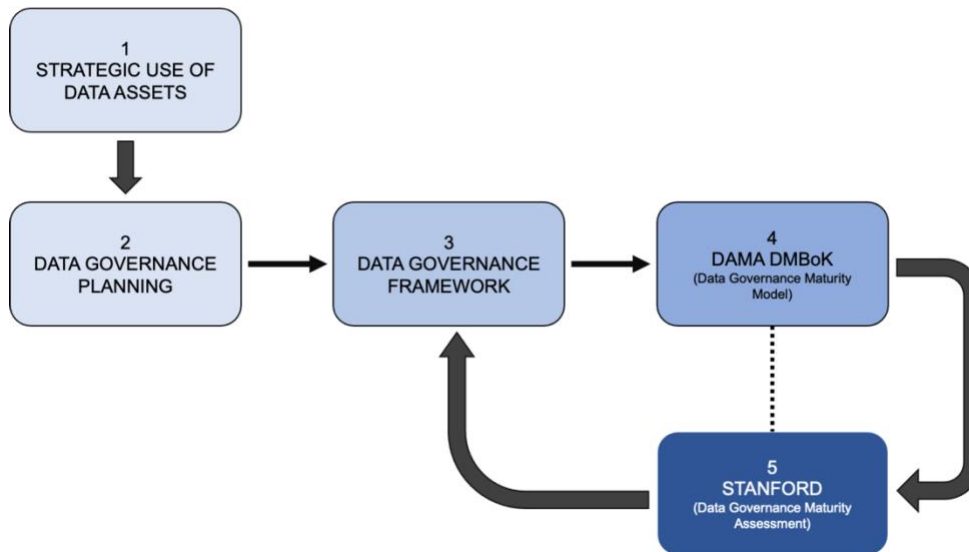 1
STRATEGIC USE OF
DATA ASSETS
2
DATA GOVERNANCE
PLANNING
3
DATA GOVERNANCE
FRAMEWORK
4
DAMA DMBoK
(Data Governance Maturity
Model)
5
STANFORD
(Data Governance Maturity
Assessment)